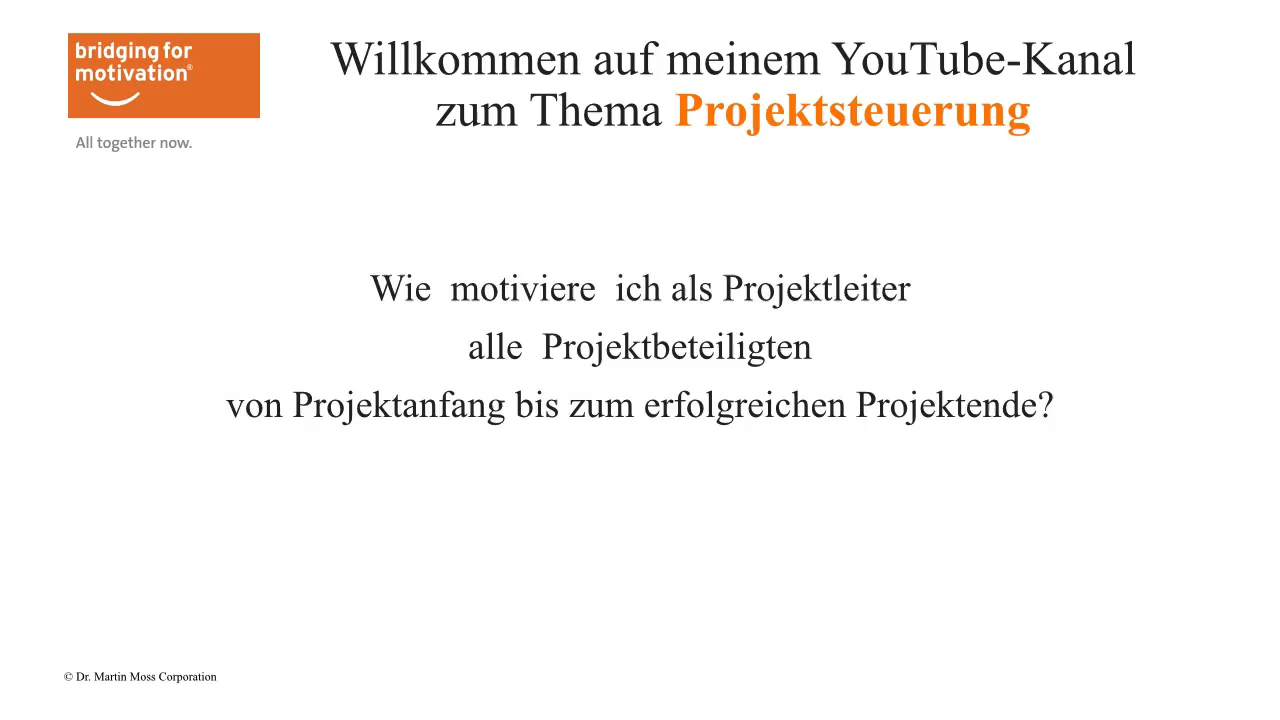 bridging for
motivation®
All together now.
Willkommen auf meinem YouTube-Kanal
zum Thema Projektsteuerung
Wie motiviere ich als Projektleiter
alle Projektbeteiligten
von Projektanfang bis zum erfolgreichen Projektende?
© Dr. Martin Moss Corporation